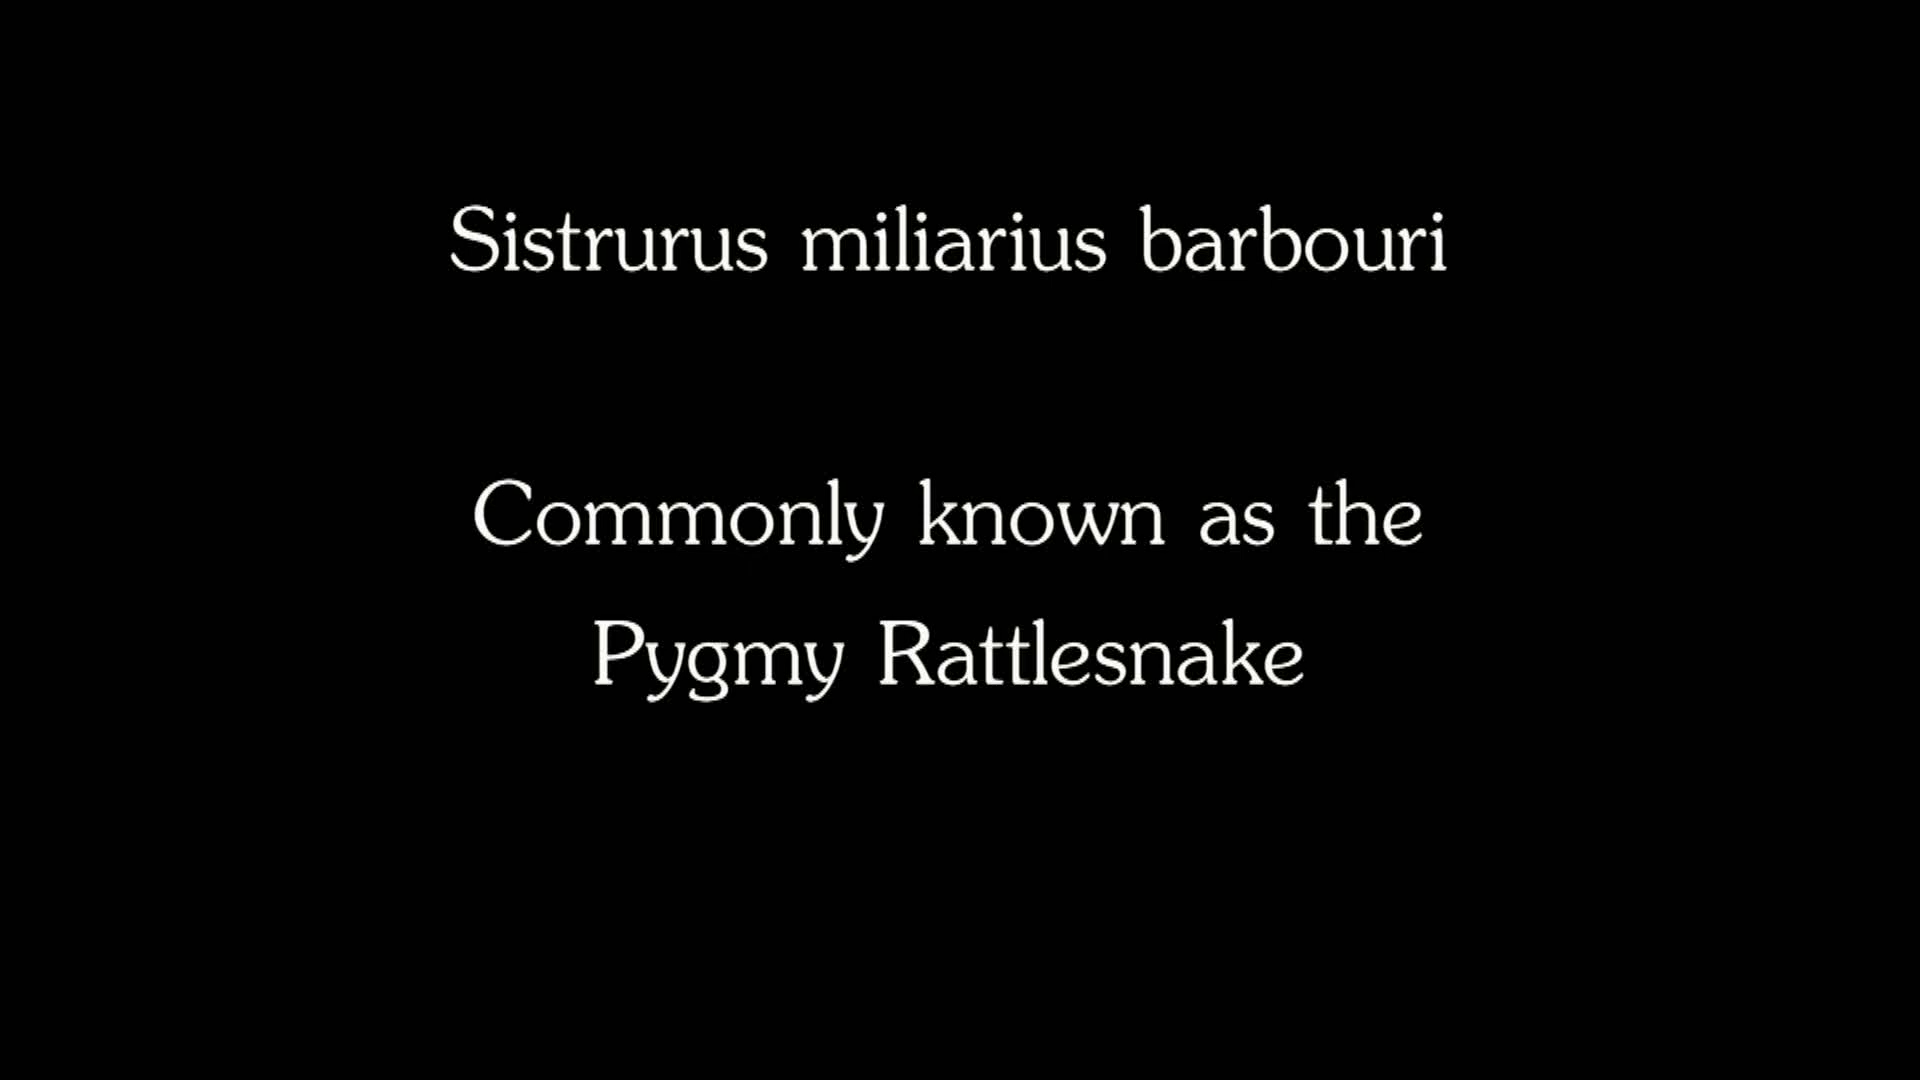 Sistrurus miliarius barbouri
Commonly known as the
Pygmy Rattlesnake